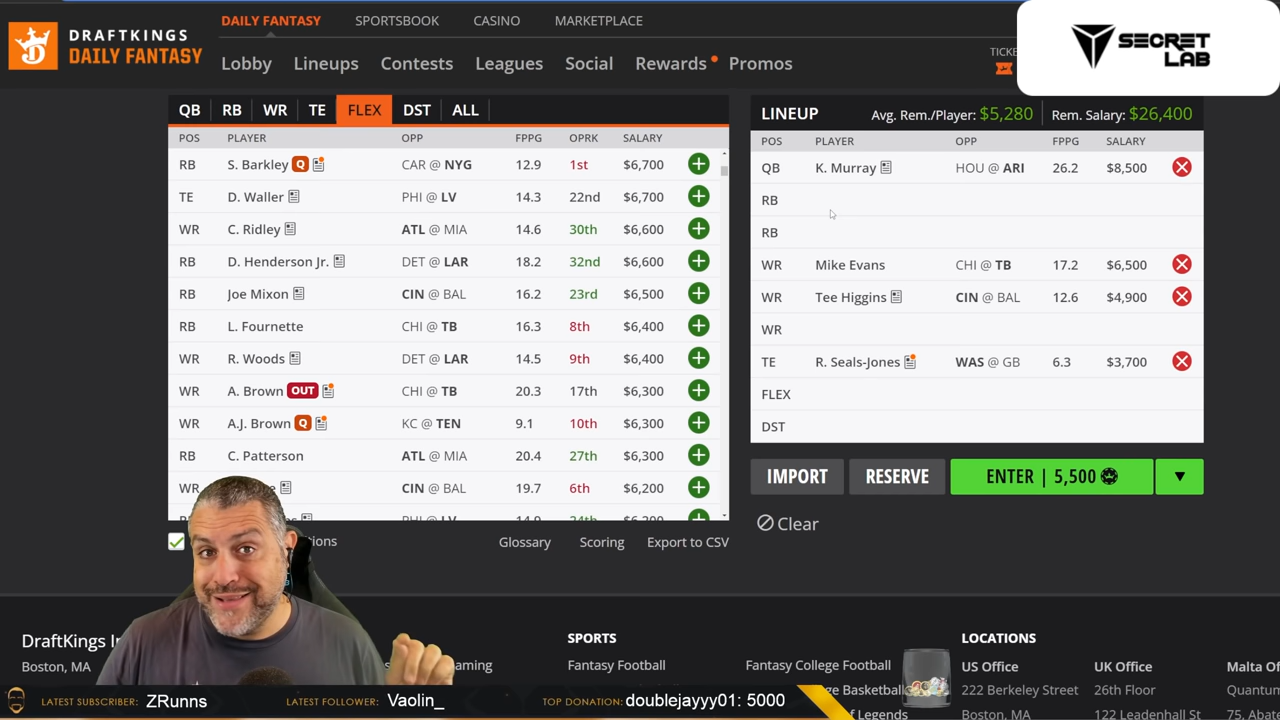 DAILY FANTASY SPORTSBOOK CASINO MARKETPLACE
DRAFTKINGS
DAILY FANTASY
Lobby Lineups Contests Leagues Social Rewards Promos
SECRET
LAB
QB RB WR TE FLEX DST ALL
POS PLAYER OPP FPPG OPRK SALARY
RB S. Barkley Q CAR @ NYG 12.9 1st $6,700
TE D. Waller PHI @ LV 14.3 22nd $6,700
WR C. Ridley ATL @ MIA 14.6 30th $6,600
RB D. Henderson Jr. DET @ LAR 18.2 32nd $6,600
RB Joe Mixon CIN @ BAL 16.2 23rd $6,500
RB L. Fournette CHI @ TB 16.3 8th $6,400
WR R. Woods DET @ LAR 14.5 9th $6,400
WR A. Brown OUT CHI @ TB 20.3 17th $6,300
WR A.J. Brown Q KC @ TEN 9.1 10th $6,300
RB C. Patterson ATL @ MIA 20.4 27th $6,300
WR CIN @ BAL 19.7 6th $6,200
Glossary Scoring Export to CSV
LINEUP Avg. Rem./Player: $5,280 Rem. Salary: $26,400
POS PLAYER OPP FPPG SALARY
QB K. Murray HOU @ ARI 26.2 $8,500
RB
RB
WR Mike Evans CHI @ TB 17.2 $6,500
WR Tee Higgins CIN @ BAL 12.6 $4,900
WR
TE R. Seals-Jones WAS @ GB 6.3 $3,700
FLEX
DST
IMPORT RESERVE ENTER | 5,500
Clear
DraftKings
Boston, MA
SPORTS
Fantasy Football Fantasy College Football
LOCATIONS
US Office UK Office Malta
222 Berkeley Street 26th Floor
Boston, MA 122 Leadenhall St 75,
LATEST SUBSCRIBER: ZRunns LATEST FOLLOWER: Vaolin_ TOP DONATION: doublejayyy01: 5000